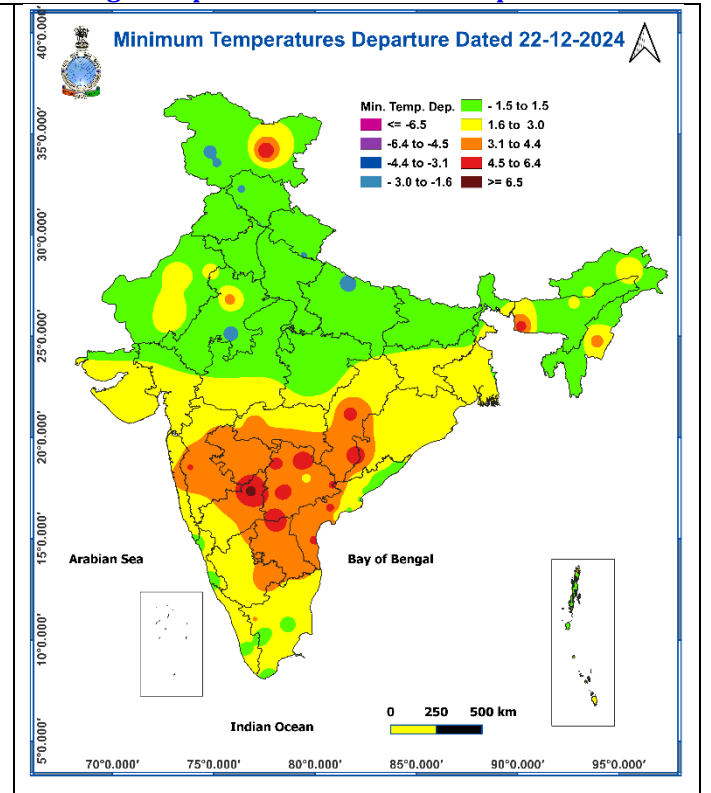 Minimum Temperatures Departure Dated 22-12-2024
Min. Temp. Dep.
<= -6.5
-6.4 to -4.5
-4.4 to -3.1
- 3.0 to -1.6
- 1.5 to 1.5
1.6 to 3.0
3.1 to 4.4
4.5 to 6.4
>= 6.5
40°0.000'
35°0.000'
30°0.000'
25°0.000'
20°0.000'
15°0.000'
10°0.000'
5°0.000'
Arabian Sea
Bay of Bengal
Indian Ocean
0 250 500 km
70°0.000' 75°0.000' 80°0.000' 85°0.000' 90°0.000' 95°0.000'